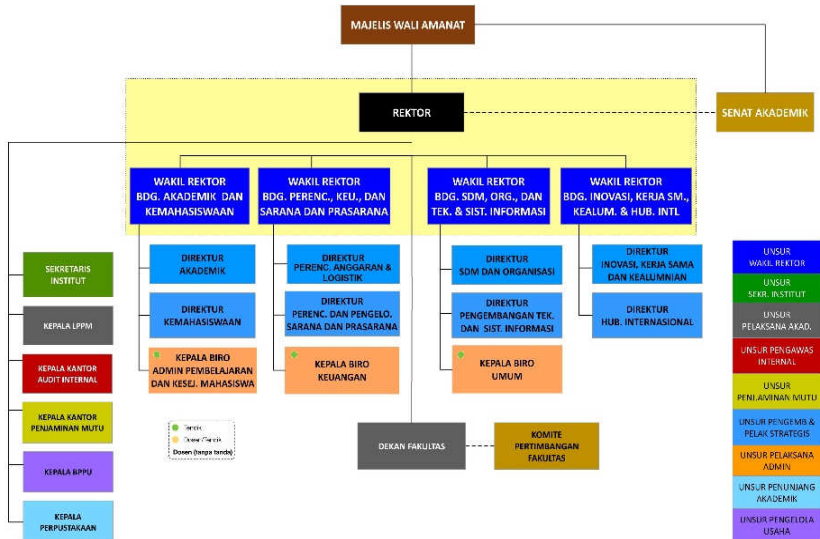 MAJELIS WALI AMANAT
REKTOR
SENAT AKADEMIK
WAKIL REKTOR
BDG. AKADEMIK DAN
KEMAHASISWAAN
WAKIL REKTOR
BDG. PERENC., KEU., DAN
SARANA DAN PRASARANA
WAKIL REKTOR
BDG. SDM, ORG., DAN
TEK. & SIST. INFORMASI
WAKIL REKTOR
BDG. INOVASI, KERJA SM.,
KEALUM. & HUB. INTL
SEKRETARIS
INSTITUT
KEPALA LPPM
KEPALA KANTOR
AUDIT INTERNAL
KEPALA KANTOR
PENJAMINAN MUTU
KEPALA BPPU
KEPALA
PERPUSTAKAAN
DIREKTUR
AKADEMIK
DIREKTUR
KEMAHASISWAAN
KEPALA BIRO
ADMIN PEMBELAJARAN
DAN KESEJ. MAHASISWA
DIREKTUR
PERENC. ANGGARAN &
LOGISTIK
DIREKTUR
PERENC. DAN PENGELO.
SARANA DAN PRASARANA
KEPALA BIRO
KEUANGAN
DIREKTUR
SDM DAN ORGANISASI
DIREKTUR
PENGEMBANGAN TEK.
DAN SIST. INFORMASI
KEPALA BIRO
UMUM
DIREKTUR
INOVASI, KERJA SAMA
DAN KEALUMNIAN
DIREKTUR
HUB. INTERNASIONAL
Tendik
Dosen/Tendik
Dosen (tanpa tanda)
DEKAN FAKULTAS
KOMITE
PERTIMBANGAN
FAKULTAS
UNSUR
WAKIL REKTOR
UNSUR
SEKR. INSTITUT
UNSUR
PELAKSANA AKAD.
UNSUR PENGAWAS
INTERNAL
UNSUR
PENJAMINAN MUTU
UNSUR PENGEMB &
PELAK STRATEGIS
UNSUR PELAKSANA
ADMIN
UNSUR PENUNJANG
AKADEMIK
UNSUR PENGELOLA
USAHA